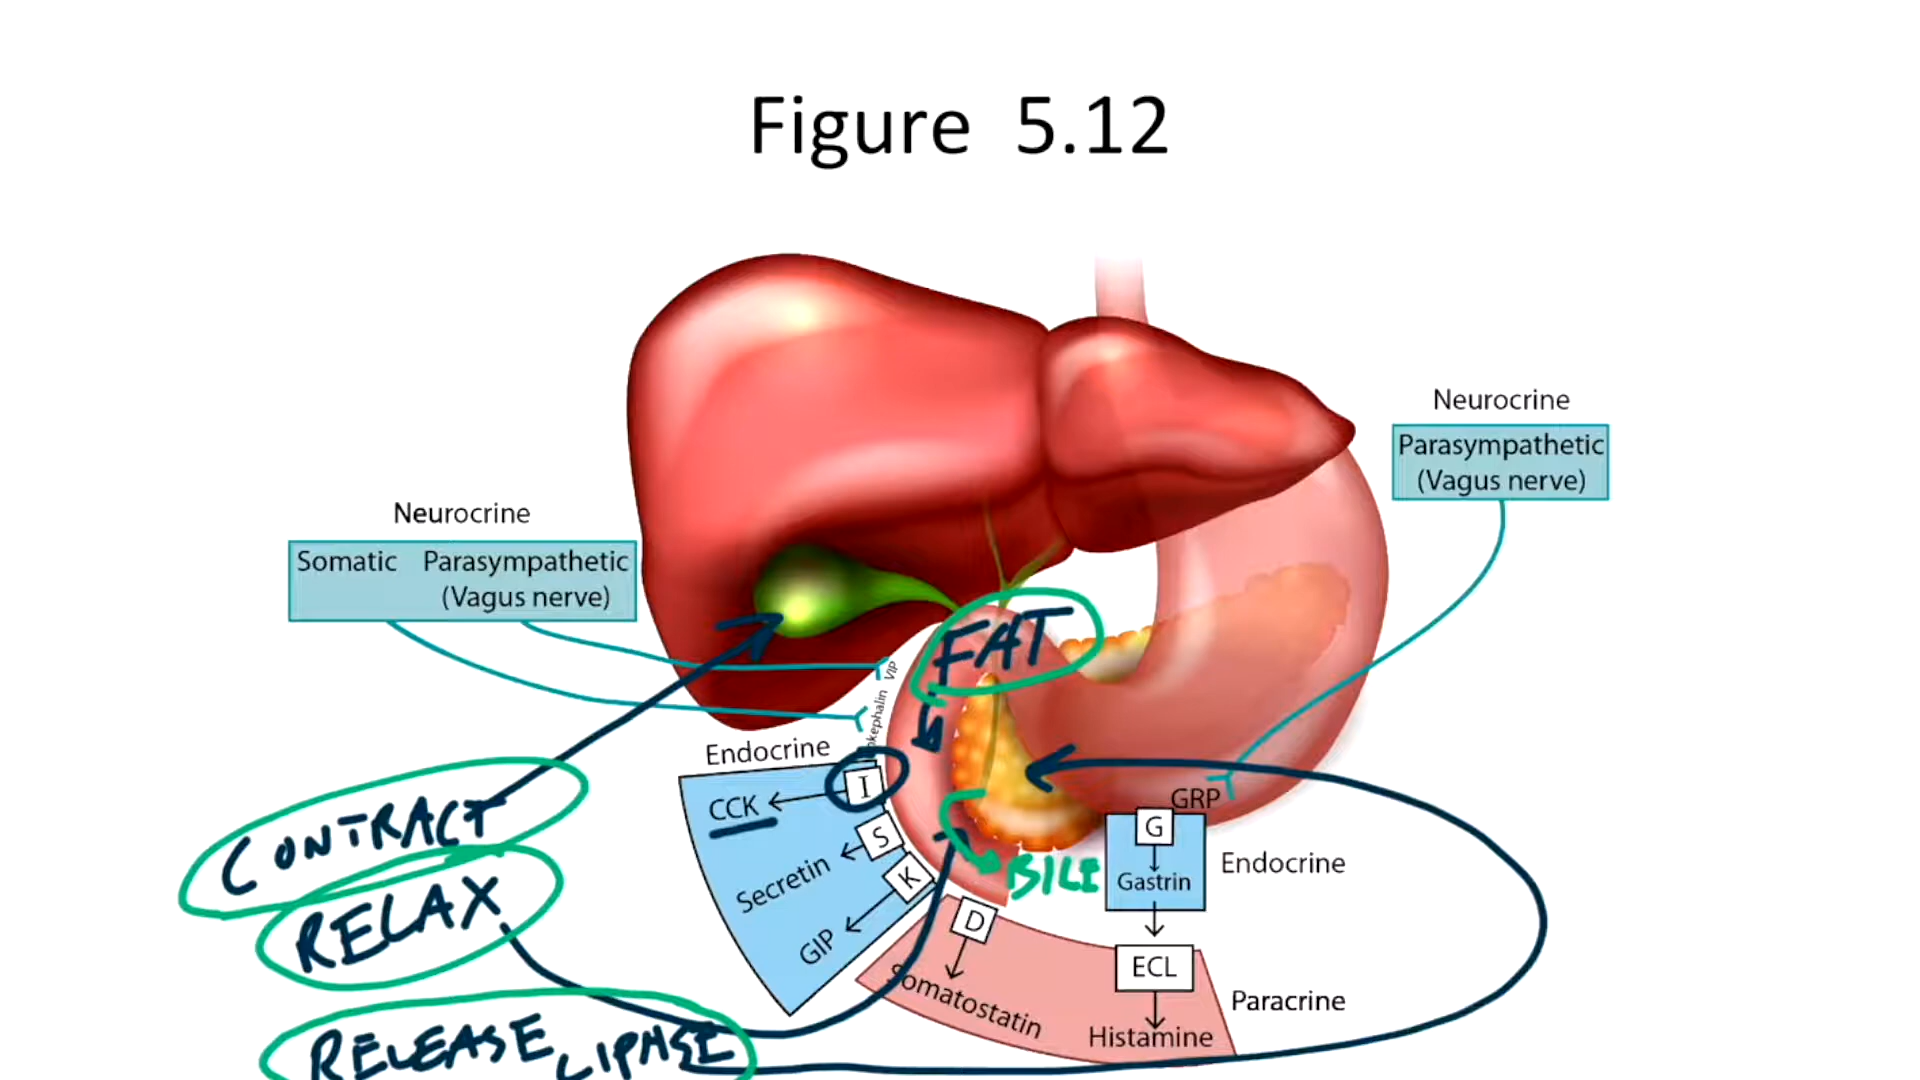 Figure 5.12
Neurocrine
Parasympathetic
(Vagus nerve)
Neurocrine
Somatic Parasympathetic
(Vagus nerve)
VIP
FAT
Endocrine
I
CCK
S
Secretin
K
GIP
CONTRACT
RELAX
RELEASE LIPASE
BILE
D
Somatostatin
GRP
G
Gastrin
Endocrine
ECL
Histamine
Paracrine